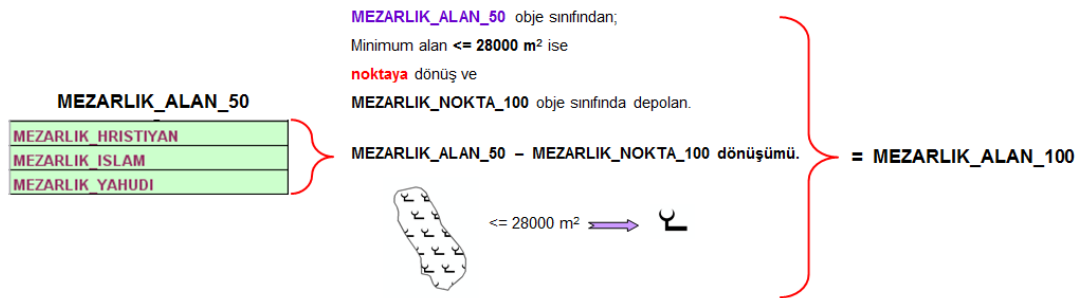 MEZARLIK_ALAN_50
MEZARLIK_HRISTIYAN
MEZARLIK_ISLAM
MEZARLIK_YAHUDI
MEZARLIK_ALAN_50 obje sınıfından;
Minimum alan <= 28000 m² ise
noktaya dönüş ve
MEZARLIK_NOKTA_100 obje sınıfında depolan.
MEZARLIK_ALAN_50 – MEZARLIK_NOKTA_100 dönüşümü.
<= 28000 m²
= MEZARLIK_ALAN_100